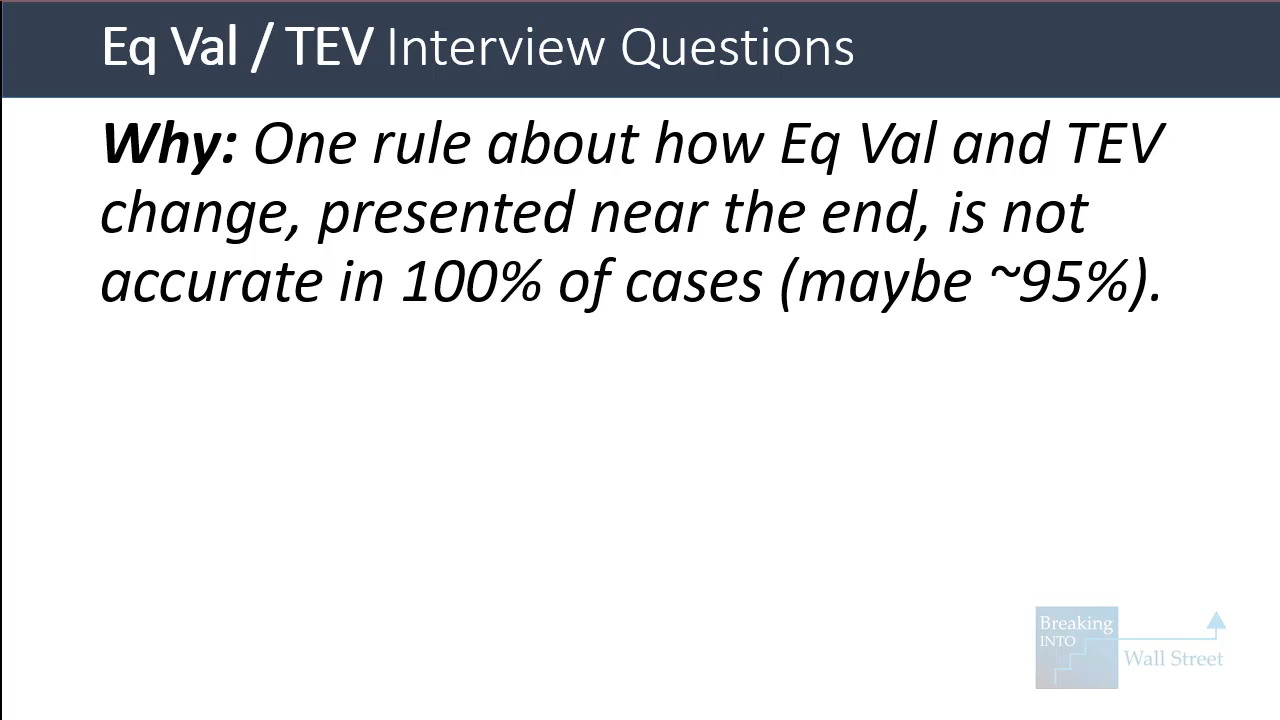 Eq Val / TEV Interview Questions
Why: One rule about how Eq Val and TEV
change, presented near the end, is not
accurate in 100% of cases (maybe ~95%).
Breaking
INTO
Wall Street